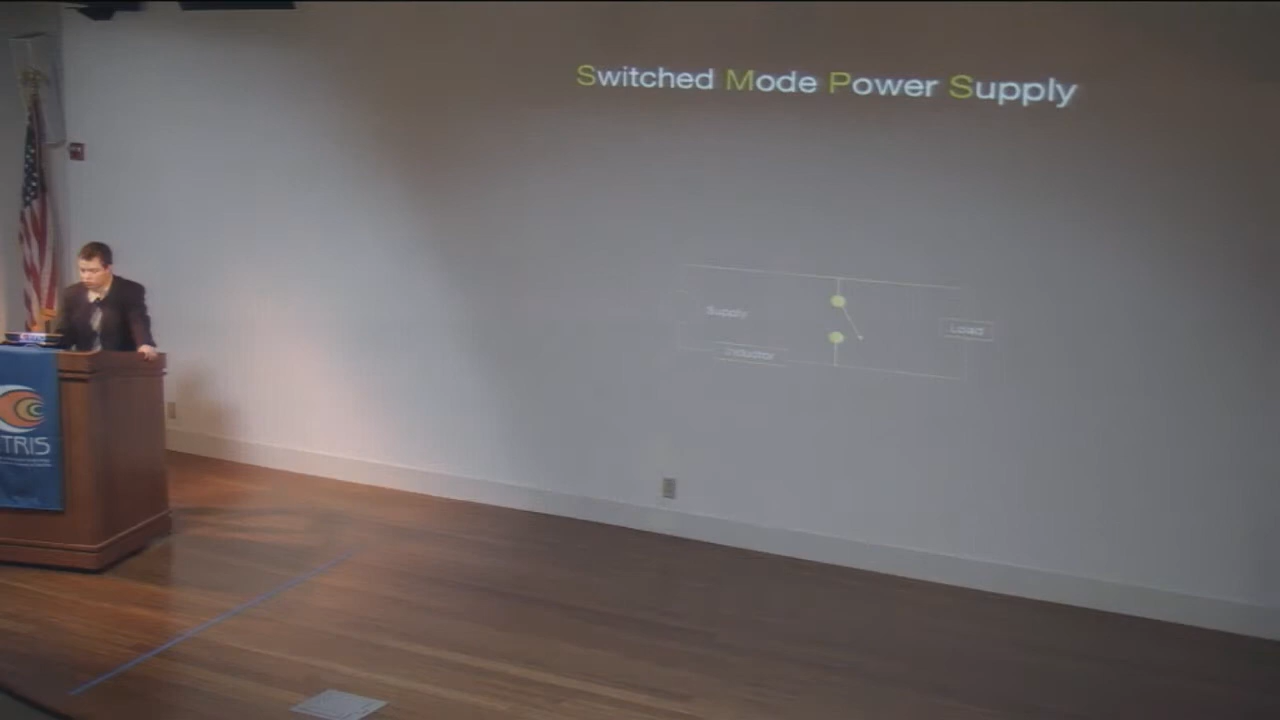 Switched Mode Power Supply
Supply
Load
Inductor
TRIS